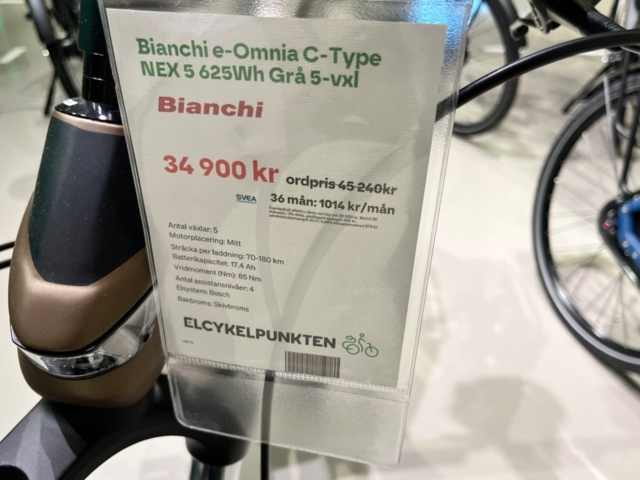 Bianchi e-Omnia C-Type
NEX 5 625Wh Grå 5-vxl
Bianchi
34 900 kr ordpris 45 240kr
SVEA 36 mån: 1014 kr/mån
Antal växlar: 5
Motorplacering: Mitt
Sträcka per laddning: 70-180 km
Batterikapacitet: 17.4 Ah
Vridmoment (Nm): 85 Nm
Antal assistansnivåer: 4
Elsystem: Bosch
Bakbroms: Skivbroms
ELCYKELPUNKTEN